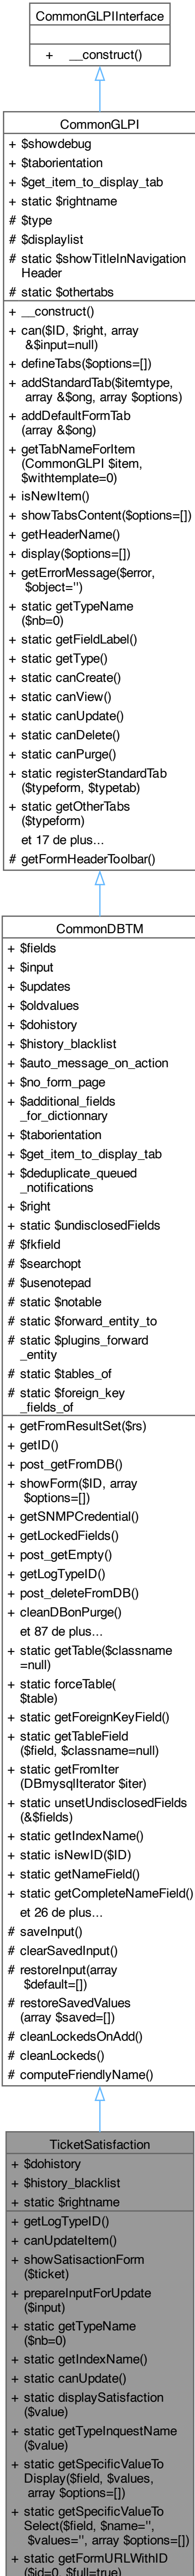 CommonGLPIInterface
+ __construct()
CommonGLPI
+ $showdebug
+ $taborientation
+ $get_item_to_display_tab
+ static $rightname
# $type
# $displaylist
# static $showTitleInNavigation
Header
# static $othertabs
+ __construct()
+ can($ID, $right, array
&$input=null)
+ defineTabs($options=[])
+ addStandardTab($itemtype,
array &$ong, array $options)
+ addDefaultFormTab
(array &$ong)
+ getTabNameForItem
(CommonGLPI $item,
$withtemplate=0)
+ isNewItem()
+ showTabsContent($options=[])
+ getHeaderName()
+ display($options=[])
+ getErrorMessage($error,
$object='')
+ static getTypeName
($nb=0)
+ static getFieldLabel()
+ static getType()
+ static canCreate()
+ static canView()
+ static canUpdate()
+ static canDelete()
+ static canPurge()
+ static registerStandardTab
($typeform, $typetab)
+ static getOtherTabs
($typeform)
et 17 de plus...
# getFormHeaderToolbar()
CommonDBTM
+ $fields
+ $input
+ $updates
+ $oldvalues
+ $dohistory
+ $history_blacklist
+ $auto_message_on_action
+ $no_form_page
+ $additional_fields
_for_dictionnary
+ $taborientation
+ $get_item_to_display_tab
+ $deduplicate_queued
_notifications
+ $right
+ static $undisclosedFields
# $fkfield
# $searchopt
# $usenotepad
# static $notable
# static $forward_entity_to
# static $plugins_forward
_entity
# static $tables_of
# static $foreign_key
_fields_of
+ getFromResultSet($rs)
+ getID()
+ post_getFromDB()
+ showForm($ID, array
$options=[])
+ getSNMPCredential()
+ getLockedFields()
+ post_getEmpty()
+ getLogTypeID()
+ post_deleteFromDB()
+ cleanDBonPurge()
et 87 de plus...
+ static getTable($classname
=null)
+ static forceTable(
$table)
+ static getForeignKeyField()
+ static getTableField
($field, $classname=null)
+ static getFromIter
(DBmysqlIterator $iter)
+ static unsetUndisclosedFields
(&$fields)
+ static getIndexName()
+ static isNewID($ID)
+ static getNameField()
+ static getCompleteNameField()
et 26 de plus...
# saveInput()
# clearSavedInput()
# restoreInput(array
$default=[])
# restoreSavedValues
(array $saved=[])
# cleanLockedsOnAdd()
# cleanLockeds()
# computeFriendlyName()
TicketSatisfaction
+ $dohistory
+ $history_blacklist
+ static $rightname
+ getLogTypeID()
+ canUpdateItem()
+ showSatisactionForm
($ticket)
+ prepareInputForUpdate
($input)
+ static getTypeName
($nb=0)
+ static getIndexName()
+ static canUpdate()
+ static displaySatisfaction
($value)
+ static getTypeInquestName
($value)
+ static getSpecificValueTo
Display($field, $values,
array $options=[])
+ static getSpecificValueTo
Select($field, $name='',
$values='', array $options=[])
+ static getFormURLWithID
($id=0, $full=true)